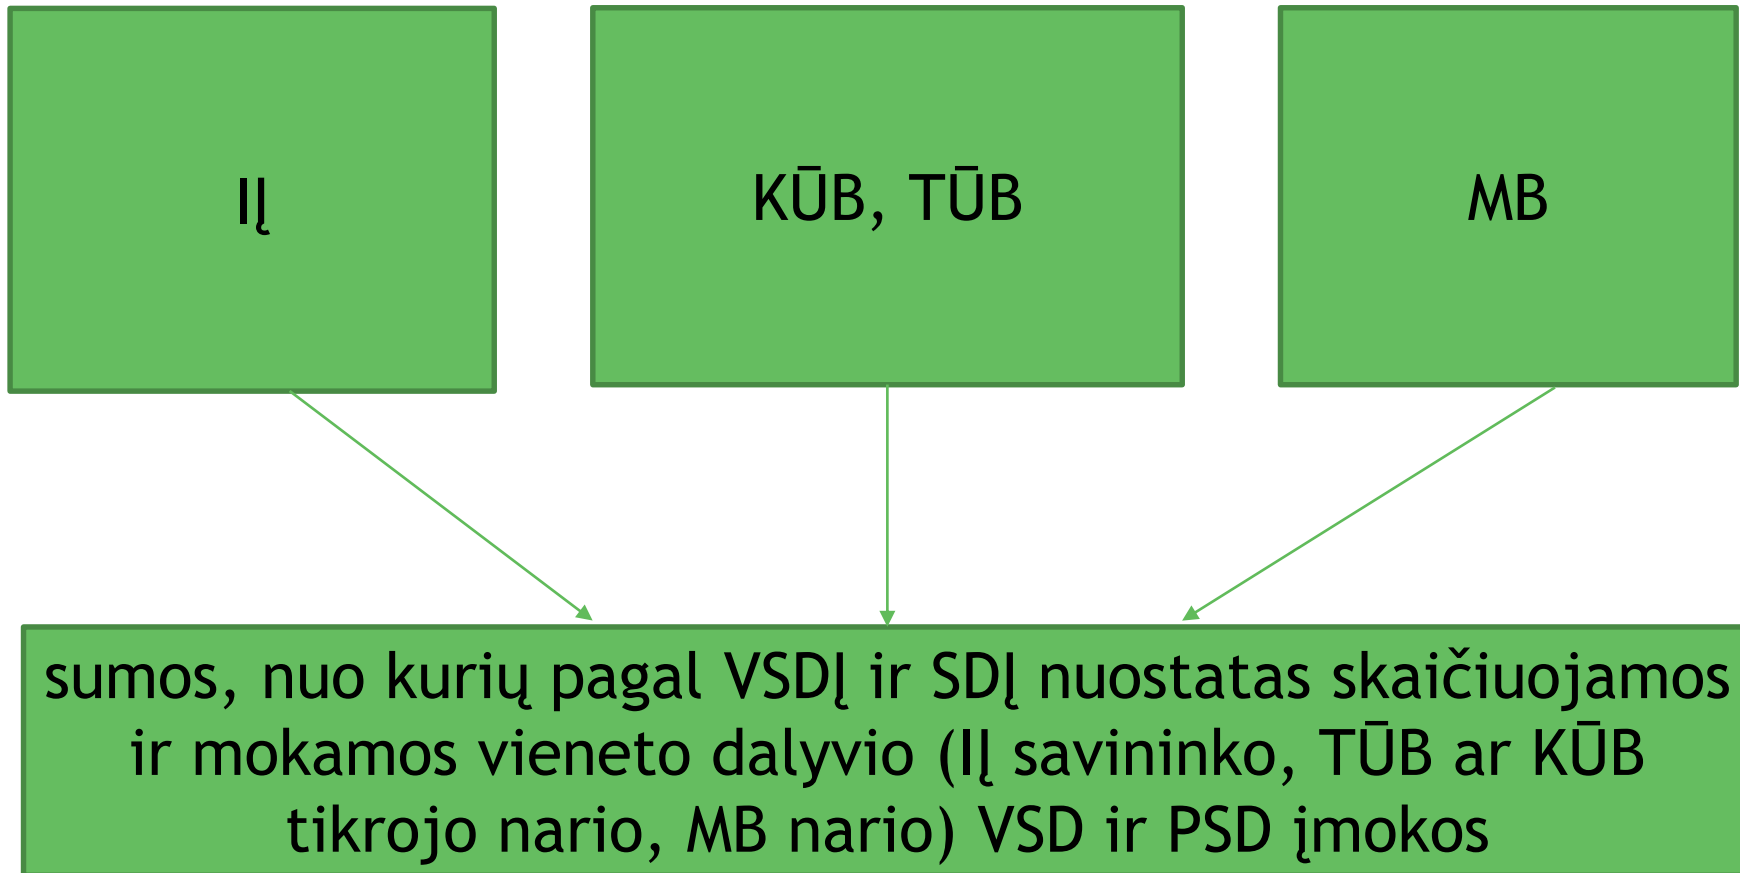 IĮ
KŪB, TŪB
MB
sumos, nuo kurių pagal VSDĮ ir SDĮ nuostatas skaičiuojamos
ir mokamos vieneto dalyvio (IĮ savininko, TŪB ar KŪB
tikrojo nario, MB nario) VSD ir PSD įmokos